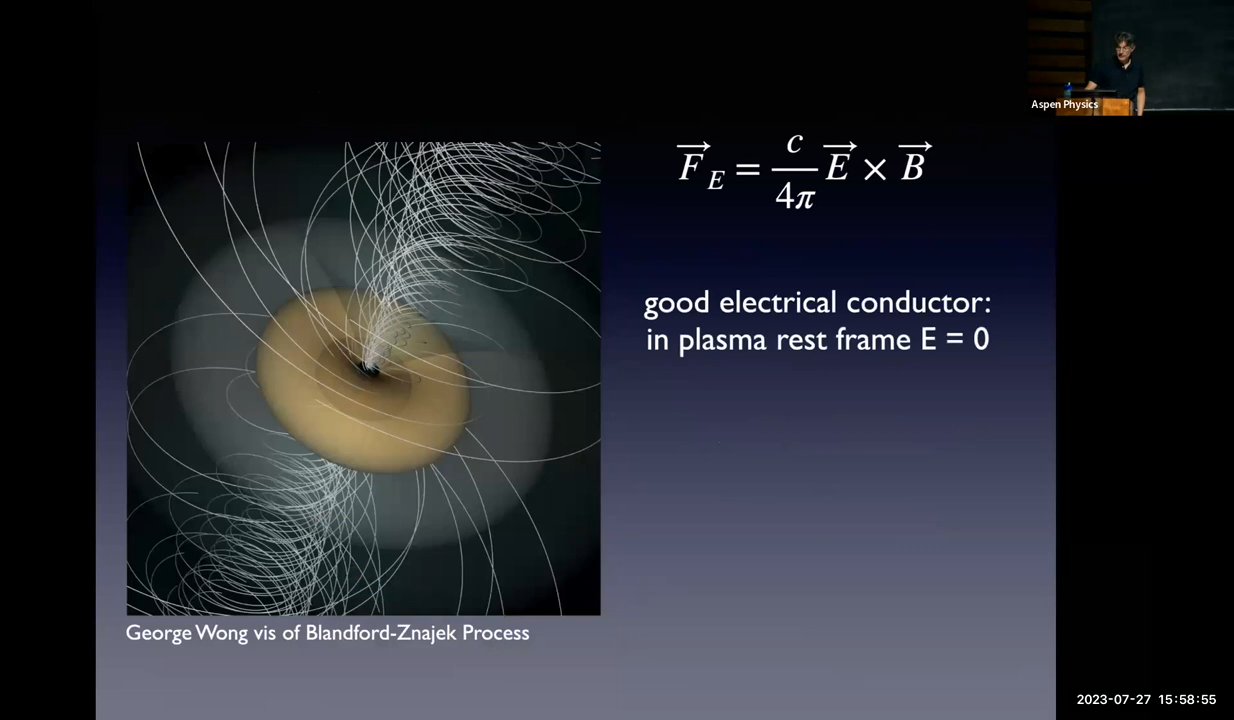 Aspen Physics
F⃗_E = c/4π E⃗ × B⃗
good electrical conductor:
in plasma rest frame E = 0
George Wong vis of Blandford-Znajek Process
2023-07-27 15:58:55